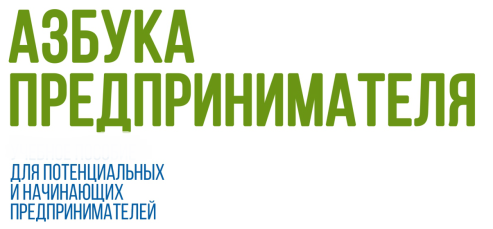 АЗБУКА
ПРЕДПРИНИМАТЕЛЯ
ДЛЯ ПОТЕНЦИАЛЬНЫХ
И НАЧИНАЮЩИХ
ПРЕДПРИНИМАТЕЛЕЙ